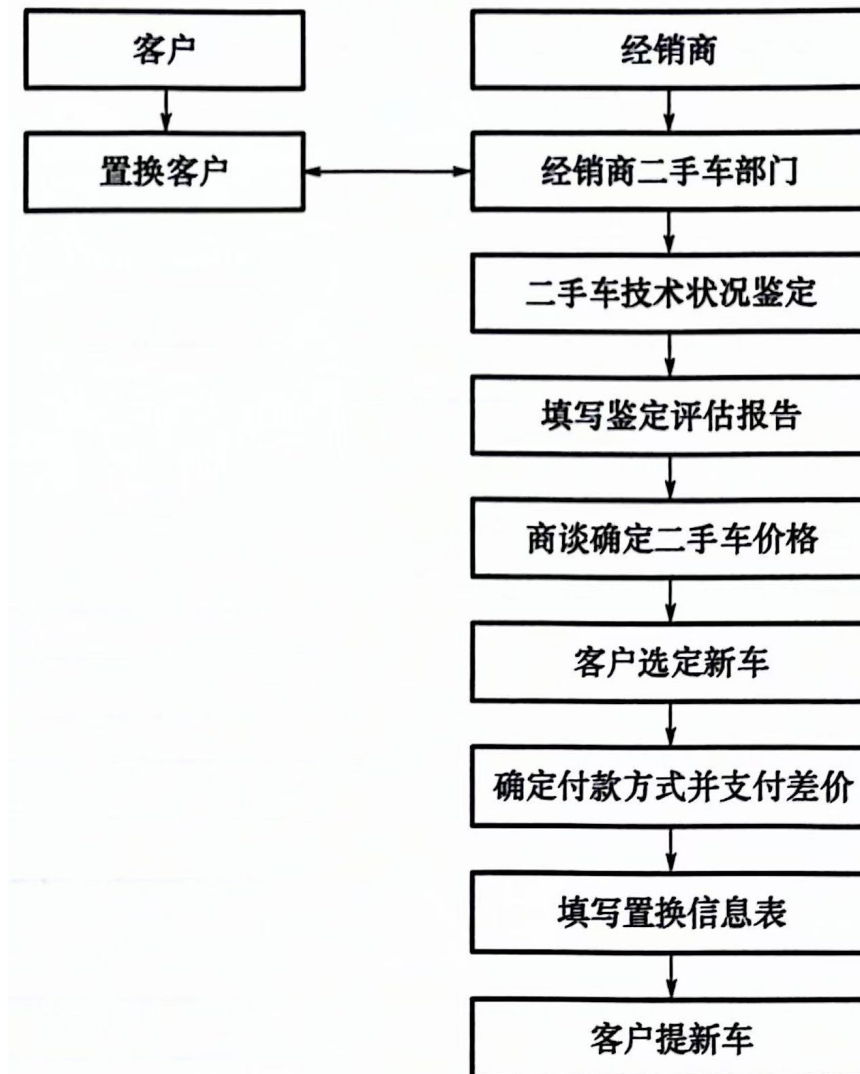 客户
经销商
置换客户
经销商二手车部门
二手车技术状况鉴定
填写鉴定评估报告
商谈确定二手车价格
客户选定新车
确定付款方式并支付差价
填写置换信息表
客户提新车